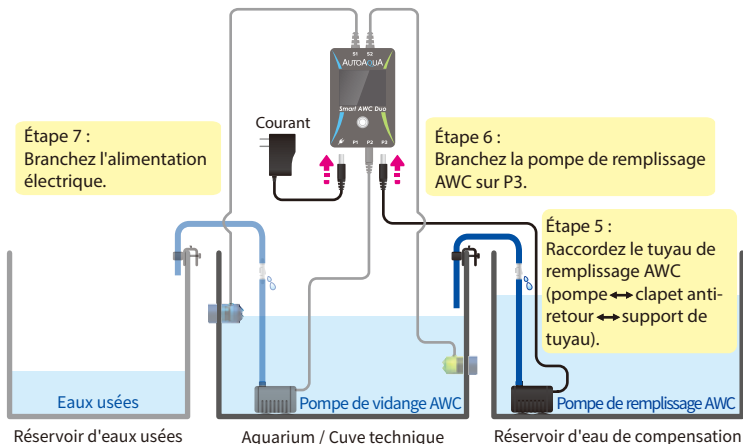 S1 S2
AUTOAQUA
Smart AWC Duo
P1 P2 P3
Courant
Étape 7 :
Branchez l'alimentation
électrique.
Étape 6 :
Branchez la pompe de remplissage
AWC sur P3.
Étape 5 :
Raccordez le tuyau de
remplissage AWC
(pompe ↔ clapet anti-
retour ↔ support de
tuyau).
Eaux usées
Pompe de vidange AWC
Pompe de remplissage AWC
Réservoir d'eaux usées
Aquarium / Cuve technique
Réservoir d'eau de compensation